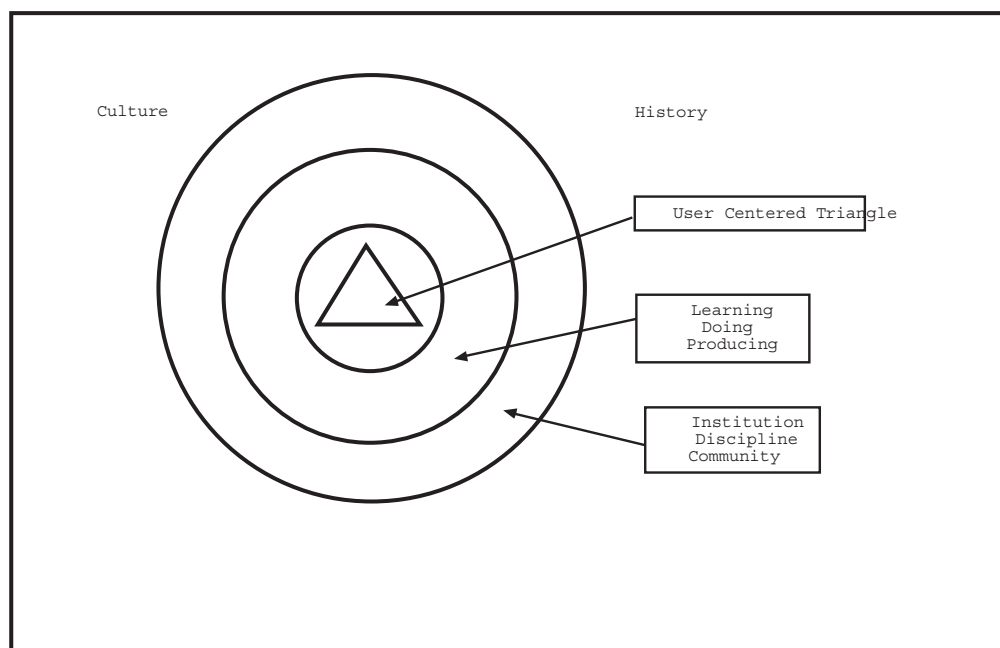 Culture
History
User Centered Triangle
Learning
Doing
Producing
Institution
Discipline
Community